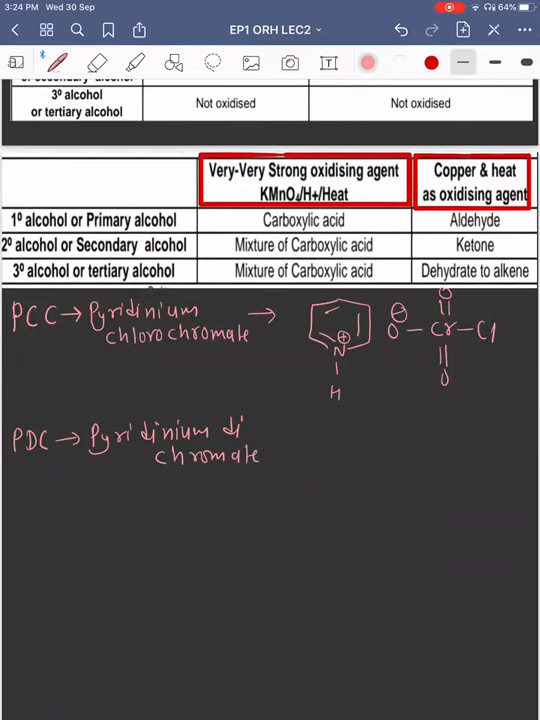 3:24 PM Wed 30 Sep
64%
EP1 ORH LEC2
T
3º alcohol
or tertiary alcohol
Not oxidised
Not oxidised
Very-Very Strong oxidising agent
KMnO₄/H+/Heat
Copper & heat
as oxidising agent
1º alcohol or Primary alcohol
Carboxylic acid
Aldehyde
2º alcohol or Secondary alcohol
Mixture of Carboxylic acid
Ketone
3º alcohol or tertiary alcohol
Mixture of Carboxylic acid
Dehydrate to alkene
PCC → Pyridinium →
chlorochromate
N
⊕
H
O
⊖
O – Cr – Cl
O
PDC → Pyridinium di
chromate